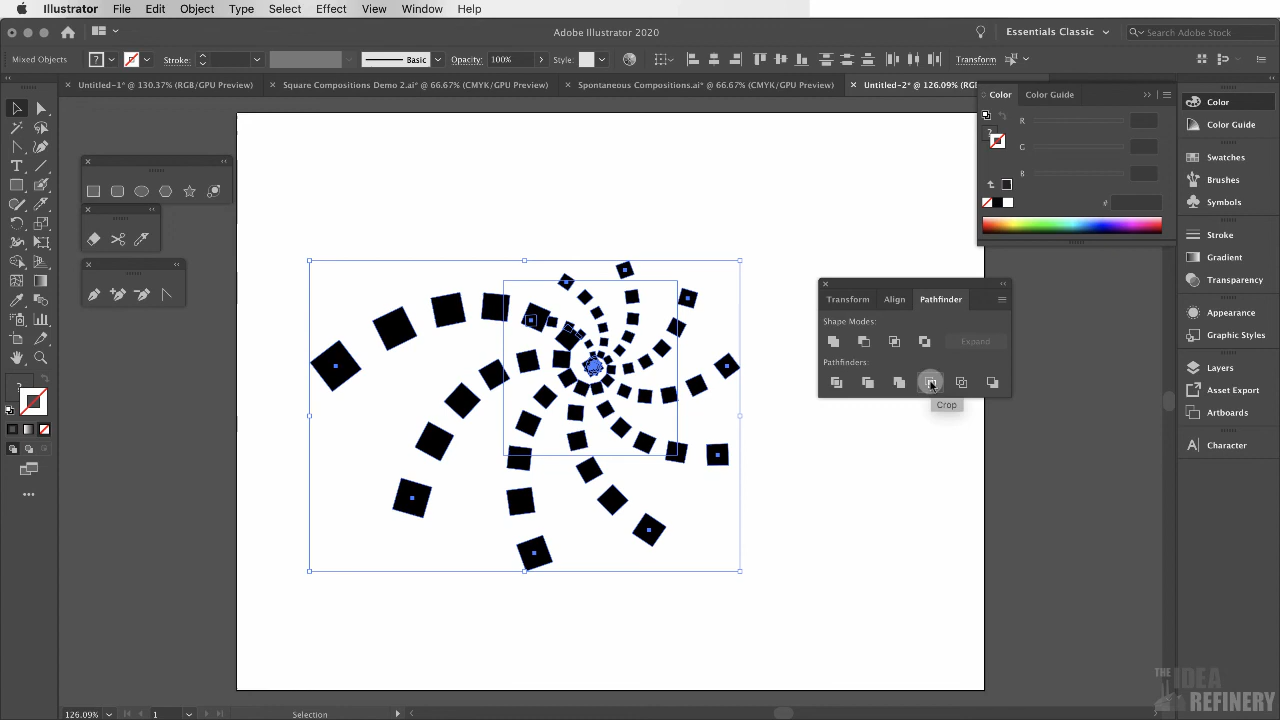 Illustrator File Edit Object Type Select Effect View Window Help
Adobe Illustrator 2020
Essentials Classic
Search Adobe Stock
Mixed Objects
?
Stroke:
Basic
Opacity: 100%
Style:
Transform
× Untitled-1* @ 130.37% (RGB/GPU Preview)
× Square Compositions Demo 2.ai* @ 66.67% (CMYK/GPU Preview)
× Spontaneous Compositions.ai* @ 66.67% (CMYK/GPU Preview)
× Untitled-2* @ 126.09% (RG
Color Color Guide
?
R
G
B
#
Color
Color Guide
Swatches
Brushes
Symbols
Stroke
Gradient
Transparency
Appearance
Graphic Styles
Layers
Asset Export
Artboards
Character
Transform Align Pathfinder
Shape Modes:
Expand
Pathfinders:
Crop
?
126.09%
1
Selection
THE IDEA
REFINERY